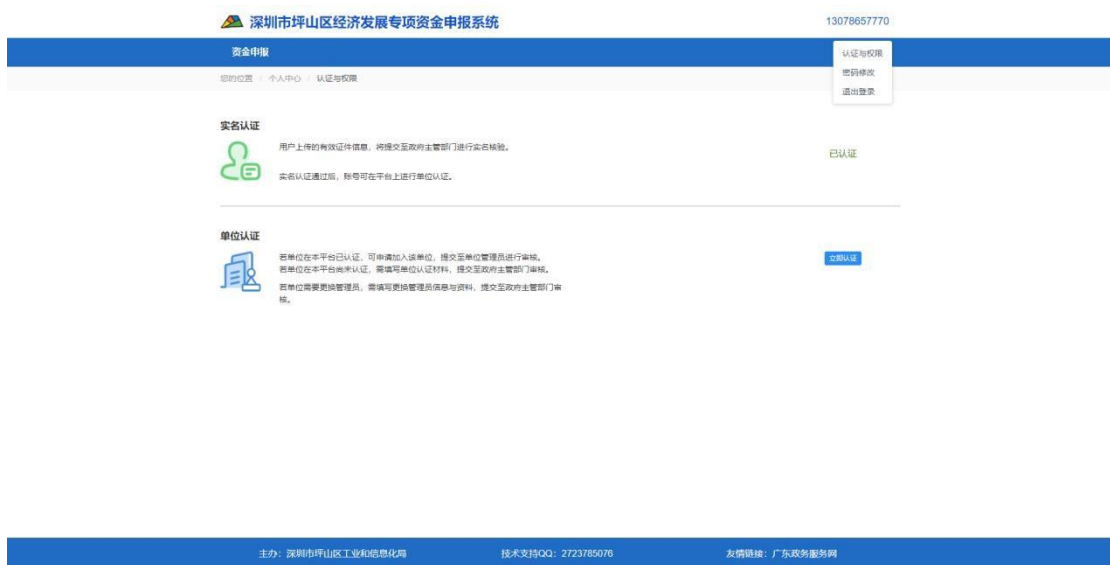 深圳市坪山区经济发展专项资金申报系统
13078657770
资金申报
认证与权限
密码修改
退出登录
您的位置 / 个人中心 / 认证与权限
实名认证
用户上传的有效证件信息，将提交至政府主管部门进行实名核验。
已认证
实名认证通过后，账号可在平台上进行单位认证。
单位认证
若单位在本平台已认证，可申请加入该单位，提交至单位管理员进行审核。
立即认证
若单位在本平台尚未认证，需填写单位认证材料，提交至政府主管部门审核。
若单位需要更换管理员，需填写更换管理员信息与资料，提交至政府主管部门审
核。
主办：深圳市坪山区工业和信息化局
技术支持QQ：2723785076
友情链接：广东政务服务网